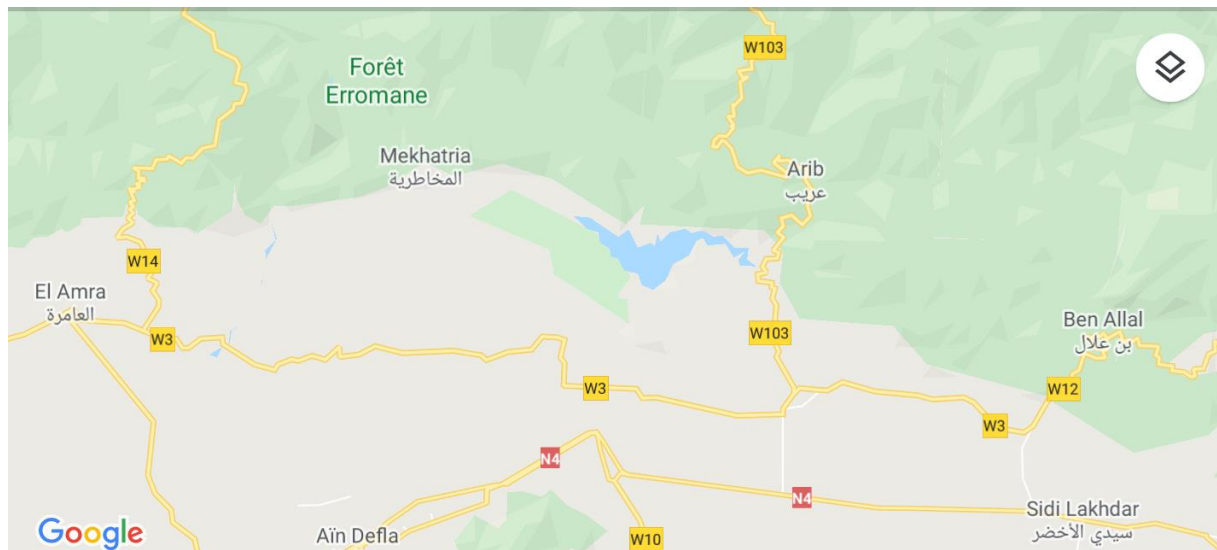 W103
Forêt
Erromane
Mekhatria
المخاطرية
Arib
عريب
W14
El Amra
العامرة
W3
W103
Ben Allal
بن علال
W3
W12
W3
N4
N4
Sidi Lakhdar
سيدي الأخضر
Google
Aïn Defla
W10